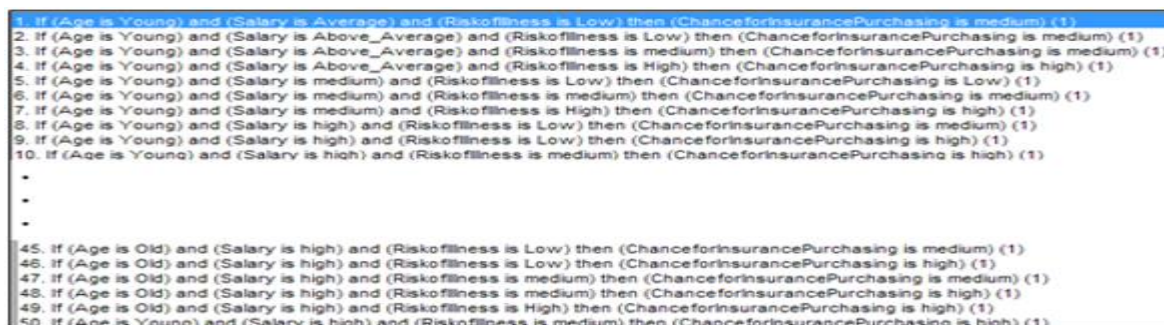 1. If (Age is Young) and (Salary is Average) and (RiskofIllness is Low) then (ChanceforInsurancePurchasing is medium) (1)
2. If (Age is Young) and (Salary is Above_Average) and (RiskofIllness is Low) then (ChanceforInsurancePurchasing is medium) (1)
3. If (Age is Young) and (Salary is Above_Average) and (RiskofIllness is medium) then (ChanceforInsurancePurchasing is medium) (1)
4. If (Age is Young) and (Salary is Above_Average) and (RiskofIllness is High) then (ChanceforInsurancePurchasing is high) (1)
5. If (Age is Young) and (Salary is medium) and (RiskofIllness is Low) then (ChanceforInsurancePurchasing is Low) (1)
6. If (Age is Young) and (Salary is medium) and (RiskofIllness is medium) then (ChanceforInsurancePurchasing is medium) (1)
7. If (Age is Young) and (Salary is medium) and (RiskofIllness is High) then (ChanceforInsurancePurchasing is high) (1)
8. If (Age is Young) and (Salary is high) and (RiskofIllness is Low) then (ChanceforInsurancePurchasing is medium) (1)
9. If (Age is Young) and (Salary is high) and (RiskofIllness is Low) then (ChanceforInsurancePurchasing is high) (1)
10. If (Age is Young) and (Salary is high) and (RiskofIllness is medium) then (ChanceforInsurancePurchasing is high) (1)
.
.
.
45. If (Age is Old) and (Salary is high) and (RiskofIllness is Low) then (ChanceforInsurancePurchasing is medium) (1)
46. If (Age is Old) and (Salary is high) and (RiskofIllness is Low) then (ChanceforInsurancePurchasing is high) (1)
47. If (Age is Old) and (Salary is high) and (RiskofIllness is medium) then (ChanceforInsurancePurchasing is medium) (1)
48. If (Age is Old) and (Salary is high) and (RiskofIllness is medium) then (ChanceforInsurancePurchasing is high) (1)
49. If (Age is Old) and (Salary is high) and (RiskofIllness is High) then (ChanceforInsurancePurchasing is high) (1)
50. If (Age is Young) and (Salary is high) and (RiskofIllness is medium) then (ChanceforInsurancePurchasing is high) (1)